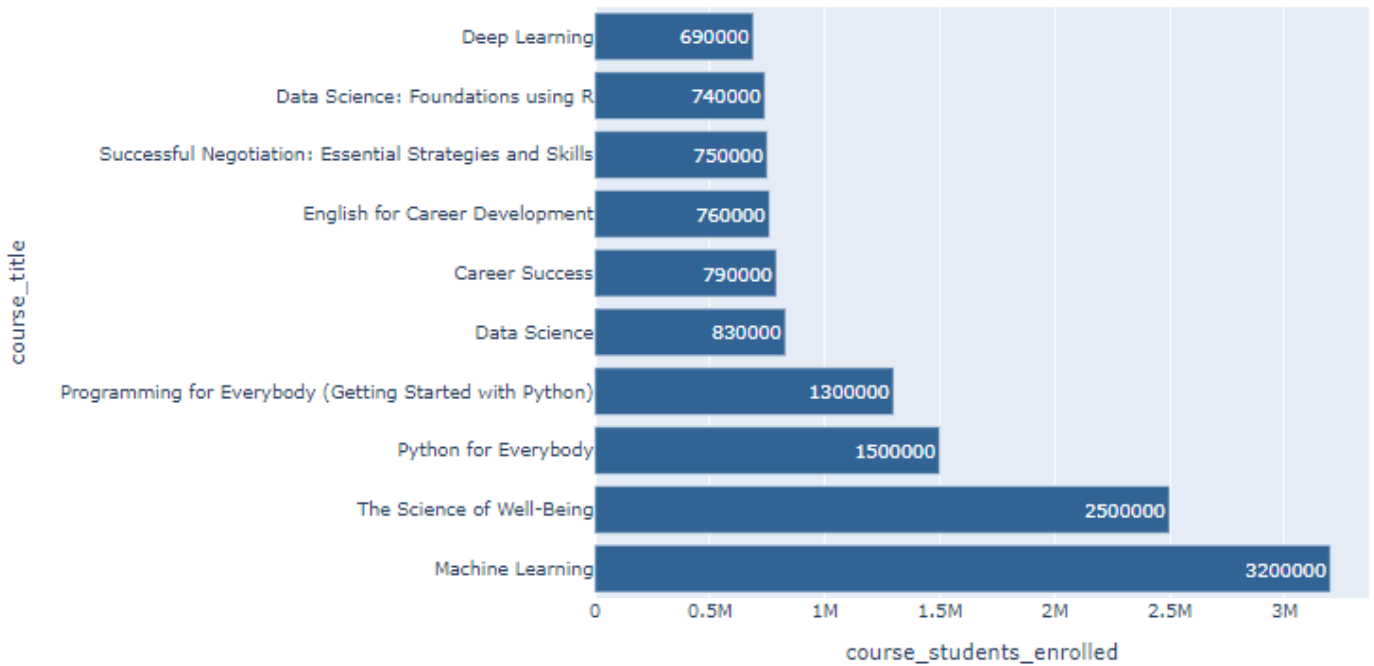 Deep Learning 690000
Data Science: Foundations using R 740000
Successful Negotiation: Essential Strategies and Skills 750000
English for Career Development 760000
Career Success 790000
Data Science 830000
Programming for Everybody (Getting Started with Python) 1300000
Python for Everybody 1500000
The Science of Well-Being 2500000
Machine Learning 3200000
course_title
0 0.5M 1M 1.5M 2M 2.5M 3M
course_students_enrolled